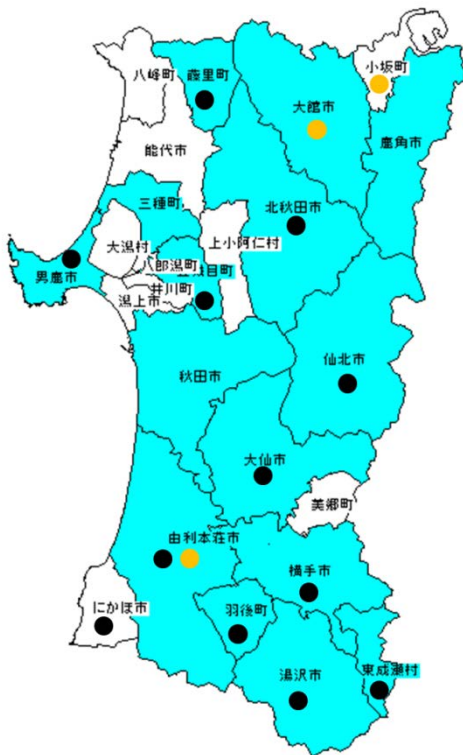 八峰町
藤里町
小坂町
大館市
鹿角市
能代市
三種町
北秋田市
大潟村
上小阿仁村
八郎潟町
五城目町
男鹿市
井川町
潟上市
秋田市
仙北市
大仙市
美郷町
由利本荘市
横手市
にかほ市
羽後町
東成瀬村
湯沢市